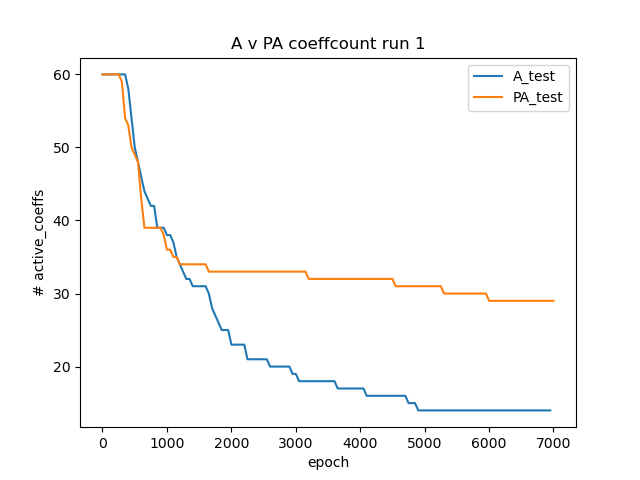 A v PA coeffcount run 1
A_test
PA_test
# active_coeffs
60
50
40
30
20
0 1000 2000 3000 4000 5000 6000 7000
epoch